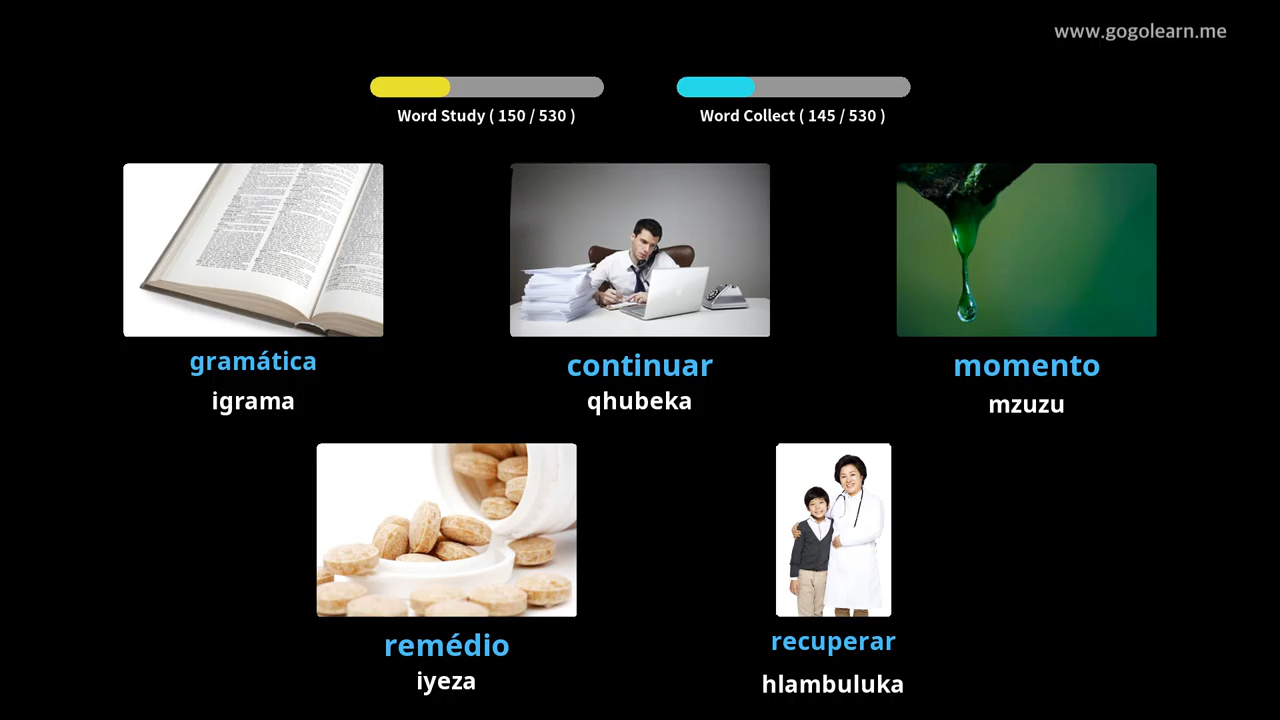 www.gogolearn.me
Word Study ( 150 / 530 )
Word Collect ( 145 / 530 )
gramática
igrama
continuar
qhubeka
momento
mzuzu
remédio
iyeza
recuperar
hlambuluka